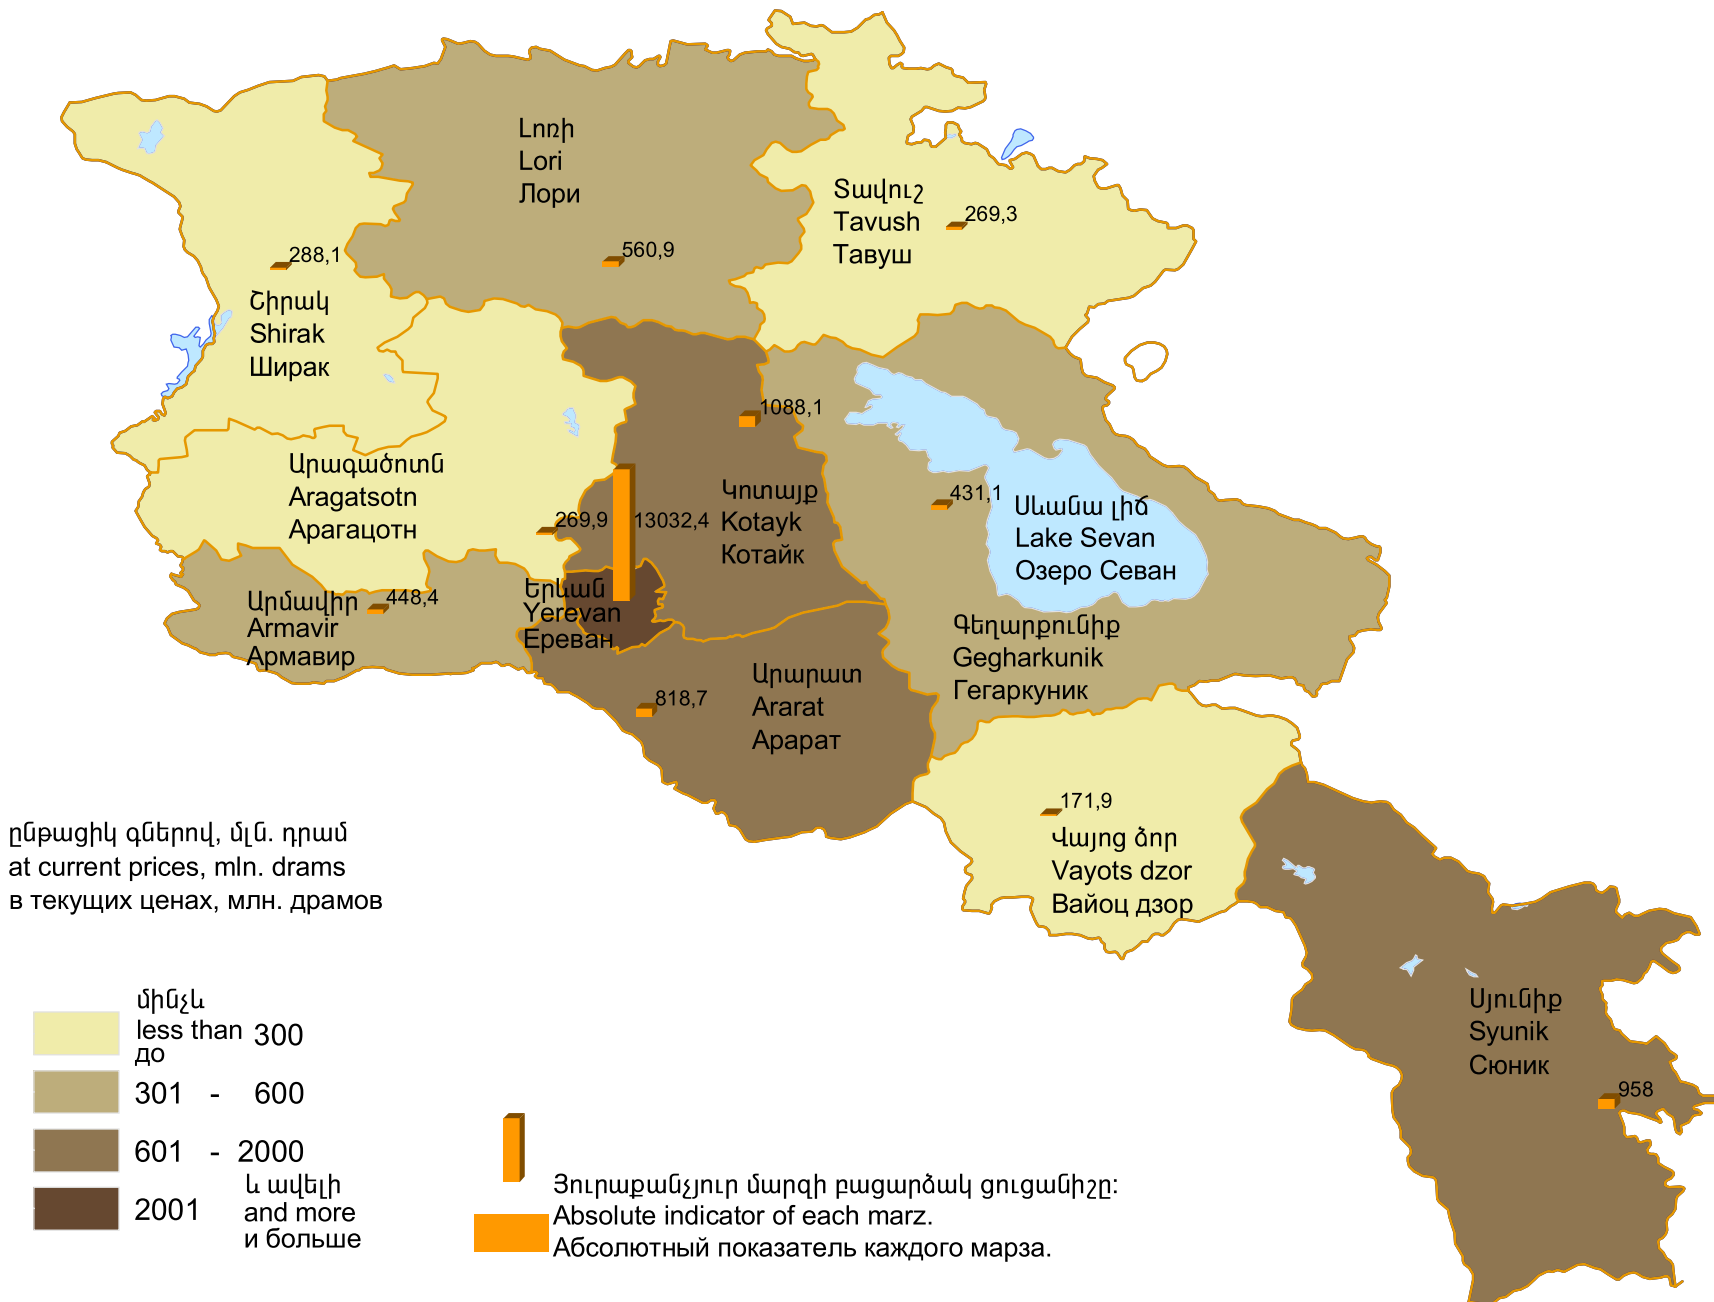 Լոռի
Lori
Лори
Տավուշ
Tavush
Тавуш
269,3
288,1
560,9
Շիրակ
Shirak
Ширак
1088,1
Արագածոտն
Aragatsotn
Арагацотн
269,9
13032,4
Կոտայք
Kotayk
Котайк
431,1
Սևանա լիճ
Lake Sevan
Озеро Севан
Արմավիր
Armavir
Армавир
448,4
Երևան
Yerevan
Ереван
Գեղարքունիք
Gegharkunik
Гегаркуник
818,7
Արարատ
Ararat
Арарат
171,9
Վայոց ձոր
Vayots dzor
Вайоц дзор
Սյունիք
Syunik
Сюник
958
ընթացիկ գներով, մլն. դրամ
at current prices, mln. drams
в текущих ценах, млн. драмов
մինչև
less than 300
до
301 - 600
601 - 2000
և ավելի
2001 and more
и больше
Յուրաքանչյուր մարզի բացարձակ ցուցանիշը:
Absolute indicator of each marz.
Абсолютный показатель каждого марза.